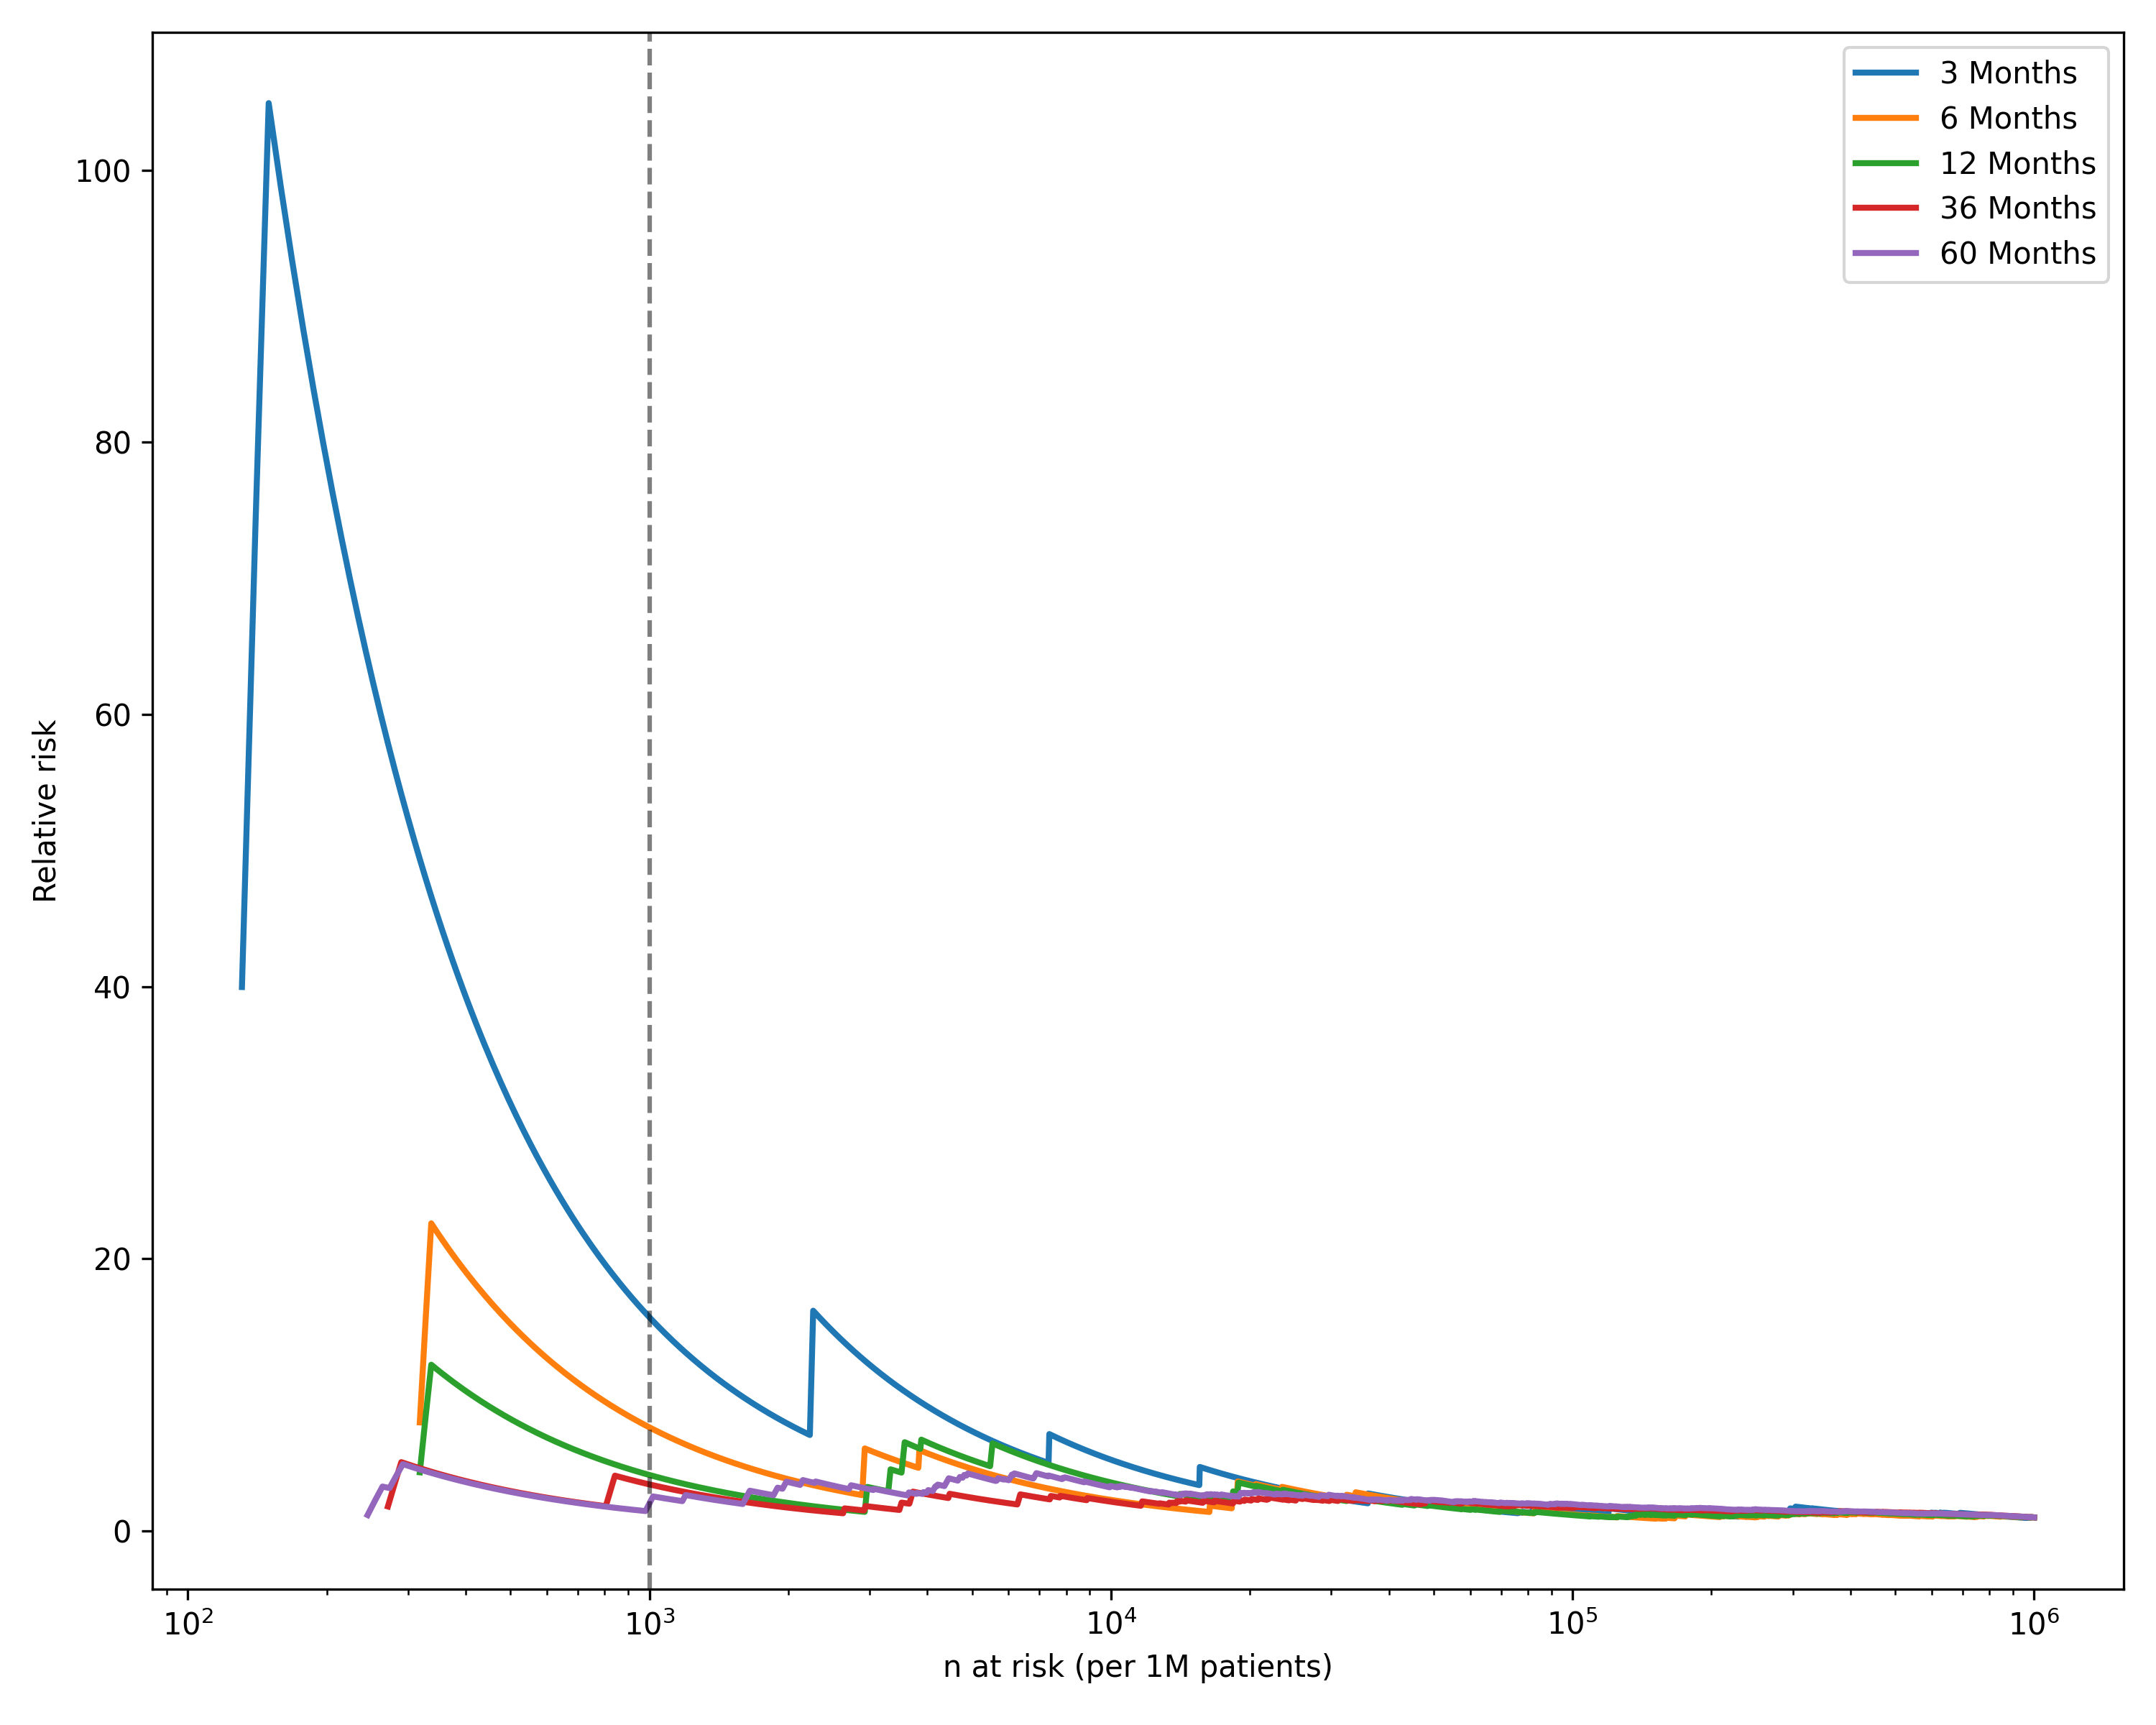 3 Months
6 Months
12 Months
36 Months
60 Months
Relative risk
100
80
60
40
20
0
10²
10³
10⁴
10⁵
10⁶
n at risk (per 1M patients)